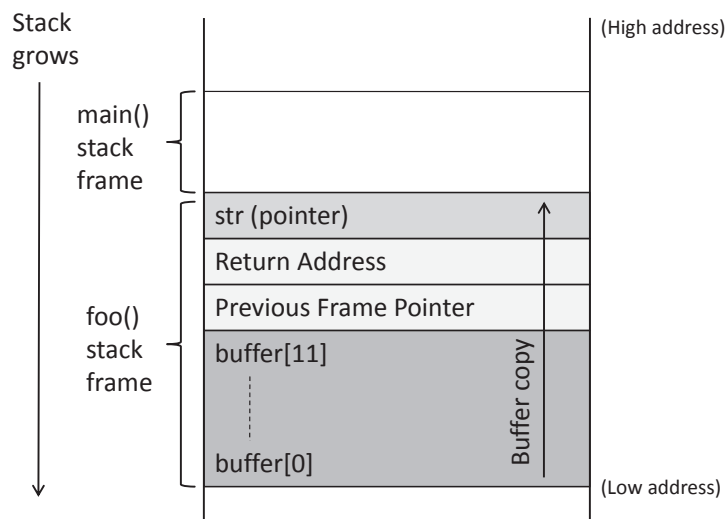 Stack
grows
(High address)
main()
stack
frame
str (pointer)
Return Address
Previous Frame Pointer
foo()
stack
frame
buffer[11]
buffer[0]
Buffer copy
(Low address)